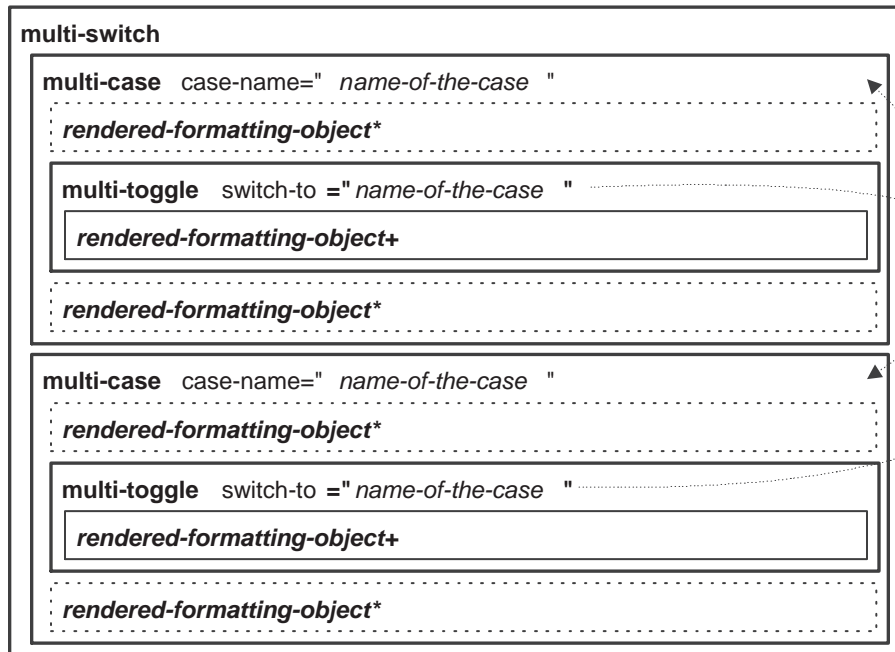 multi-switch
multi-case case-name=" name-of-the-case "
rendered-formatting-object*
multi-toggle switch-to =" name-of-the-case "
rendered-formatting-object+
rendered-formatting-object*
multi-case case-name=" name-of-the-case "
rendered-formatting-object*
multi-toggle switch-to =" name-of-the-case "
rendered-formatting-object+
rendered-formatting-object*